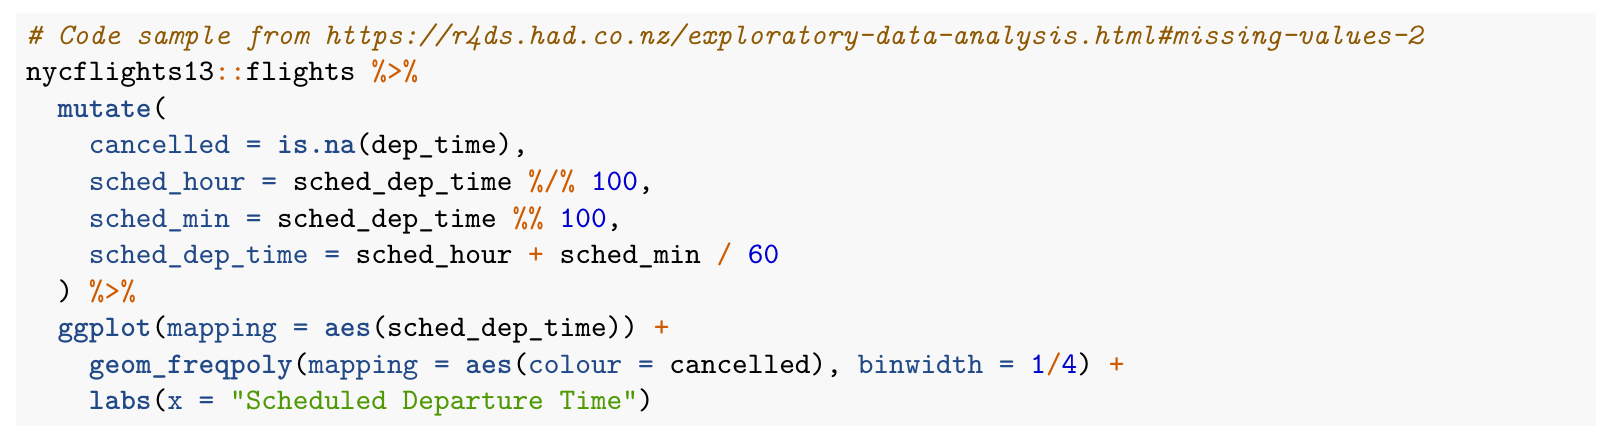 # Code sample from https://r4ds.had.co.nz/exploratory-data-analysis.html#missing-values-2
nycflights13::flights %>%
  mutate(
    cancelled = is.na(dep_time),
    sched_hour = sched_dep_time %/% 100,
    sched_min = sched_dep_time %% 100,
    sched_dep_time = sched_hour + sched_min / 60
  ) %>%
  ggplot(mapping = aes(sched_dep_time)) +
    geom_freqpoly(mapping = aes(colour = cancelled), binwidth = 1/4) +
    labs(x = "Scheduled Departure Time")